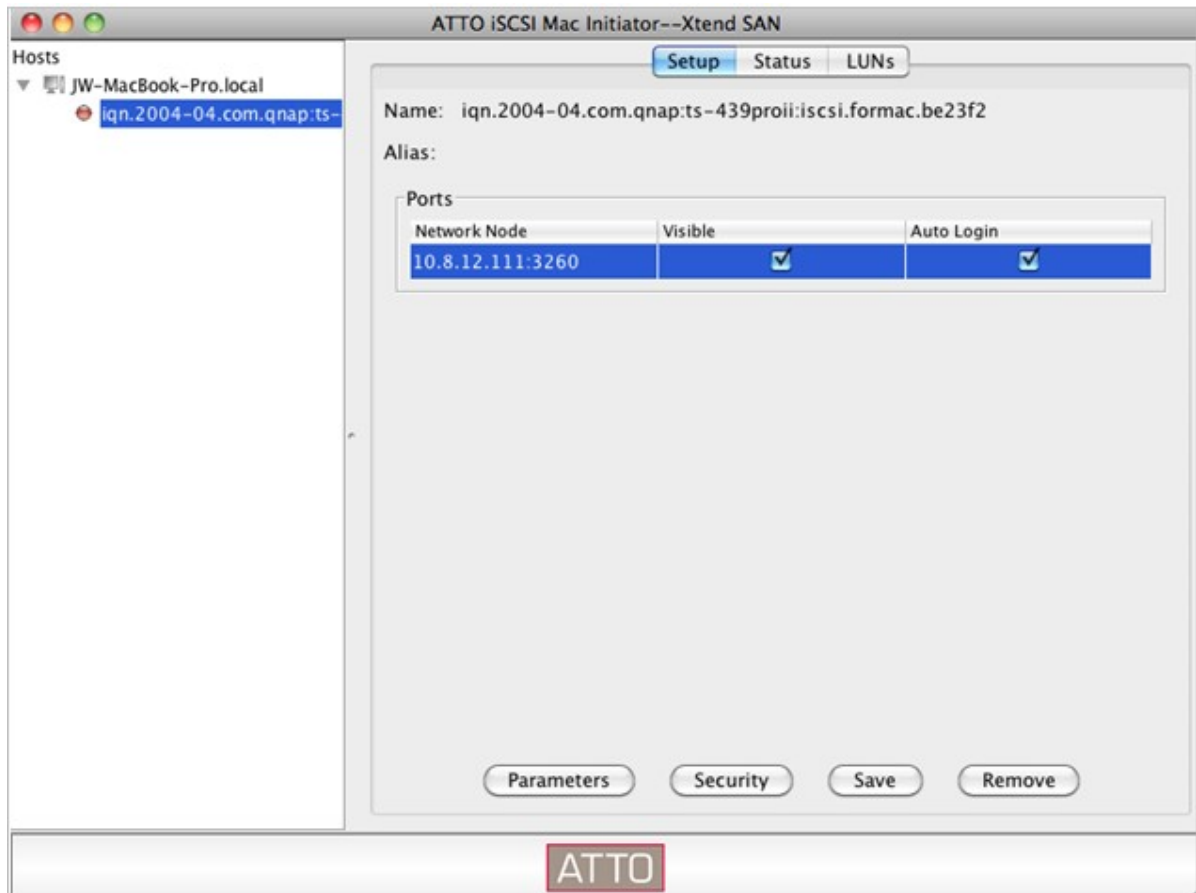 ATTO iSCSI Mac Initiator--Xtend SAN
Hosts
JW-MacBook-Pro.local
iqn.2004-04.com.qnap:ts-
Setup Status LUNs
Name: iqn.2004-04.com.qnap:ts-439proii:iscsi.formac.be23f2
Alias:
Ports
Network Node Visible Auto Login
10.8.12.111:3260
Parameters Security Save Remove
ATTO